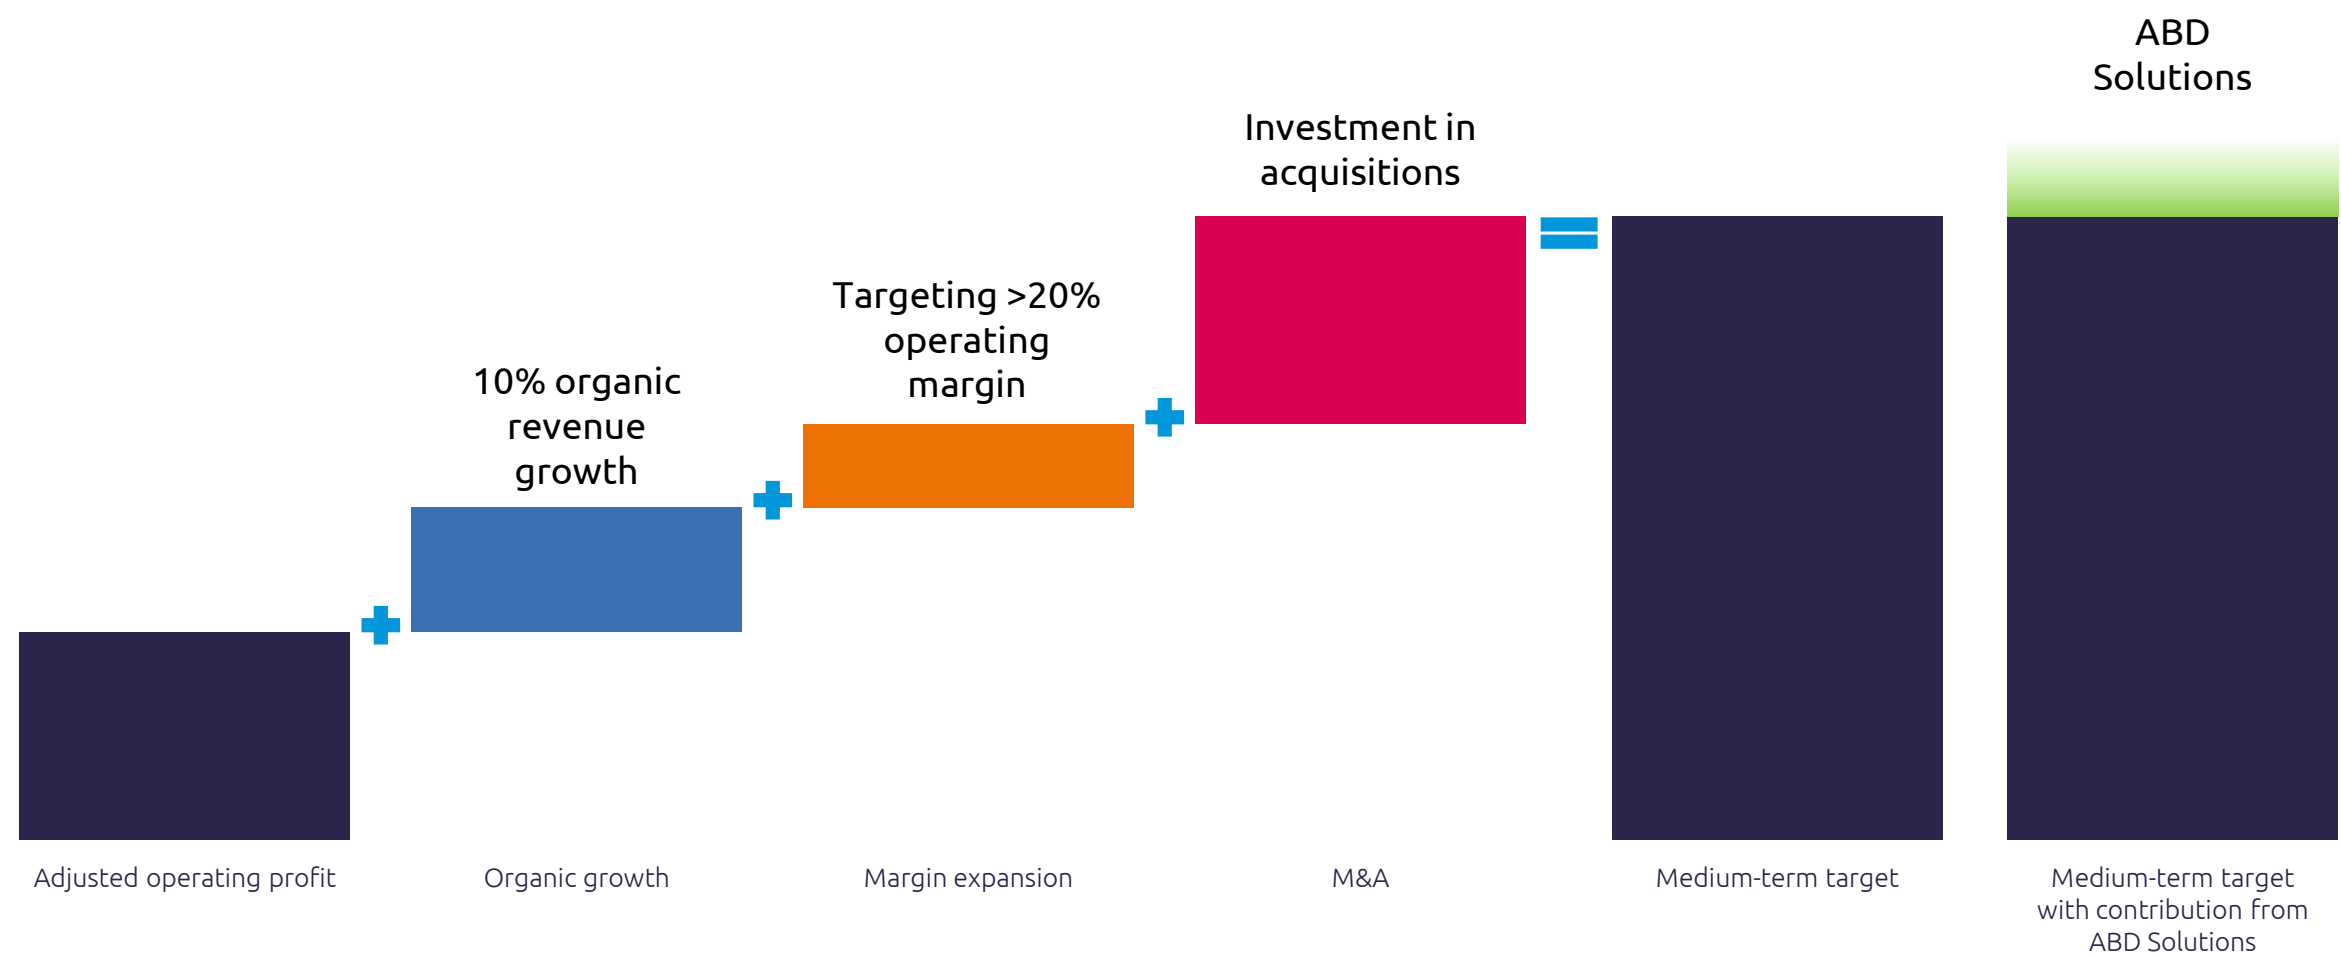 10% organic
revenue
growth
Targeting >20%
operating
margin
Investment in
acquisitions
ABD
Solutions
Adjusted operating profit
Organic growth
Margin expansion
M&A
Medium-term target
Medium-term target
with contribution from
ABD Solutions